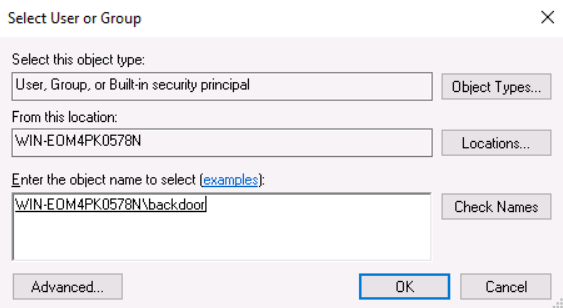 Select User or Group
Select this object type:
User, Group, or Built-in security principal
Object Types...
From this location:
WIN-EOM4PK0578N
Locations...
Enter the object name to select (examples):
WIN-EOM4PK0578N\backdoor
Check Names
Advanced...
OK
Cancel